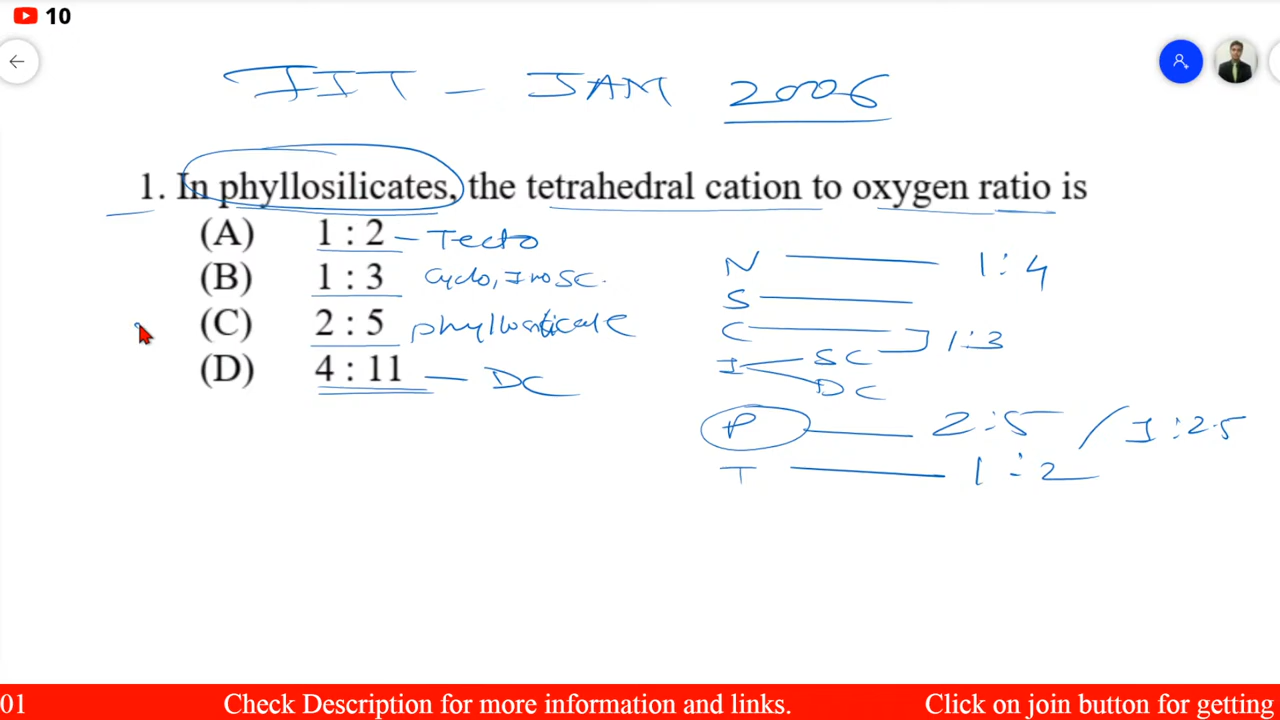 10
IIT - JAM 2006
1. In phyllosilicates, the tetrahedral cation to oxygen ratio is
(A) 1 : 2 - Tecto
(B) 1 : 3 Cyclo, Ino SC.
(C) 2 : 5 phyllosilicate
(D) 4 : 11 - DC
N 1 : 4
S
C 1:3
I SC
DC
P 2:5 / 1:2.5
T 1:2
01 Check Description for more information and links. Click on join button for getting